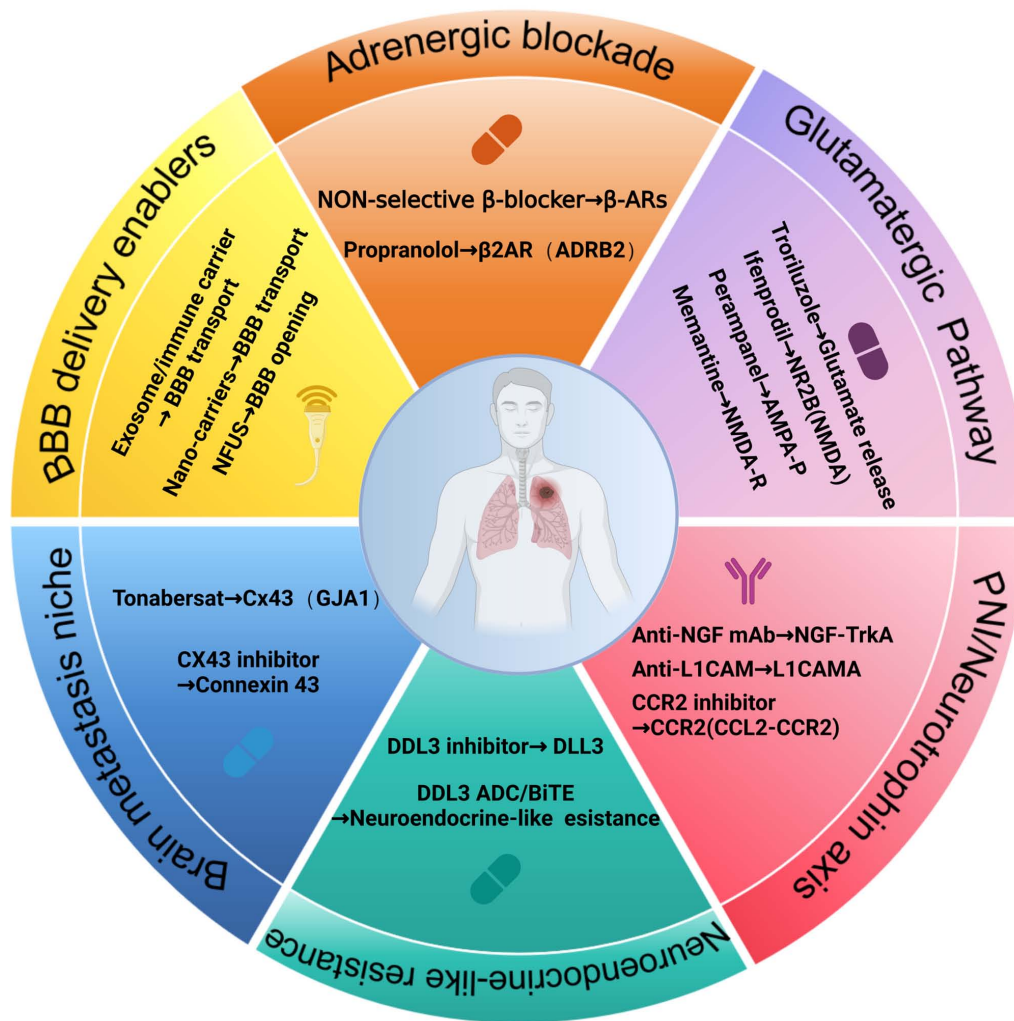 Adrenergic blockade
NON-selective β-blocker→β-ARs
Propranolol→β2AR（ADRB2）
Glutamatergic Pathway
Troriluzole→Glutamate release
Ifenprodil→NR2B(NMDA)
Perampanel→AMPA-P
Memantine→NMDA-R
PNI/Neurotrophin axis
Anti-NGF mAb→NGF-TrkA
Anti-L1CAM→L1CAMA
CCR2 inhibitor
→CCR2(CCL2-CCR2)
Neuroendocrine-like resistance
DDL3 inhibitor→ DLL3
DDL3 ADC/BiTE
→Neuroendocrine-like esistance
Brain metastasis niche
Tonabersat→Cx43（GJA1）
CX43 inhibitor
→Connexin 43
BBB delivery enablers
Exosome/immune carrier
→ BBB transport
Nano-carriers→BBB transport
NFUS→BBB opening